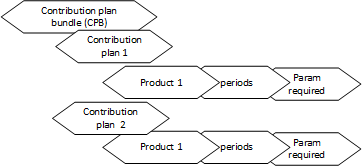 Contribution plan
bundle (CPB)
Contribution
plan 1
Product 1
periods
Param
required
Contribution
plan 2
Product 1
periods
Param
required